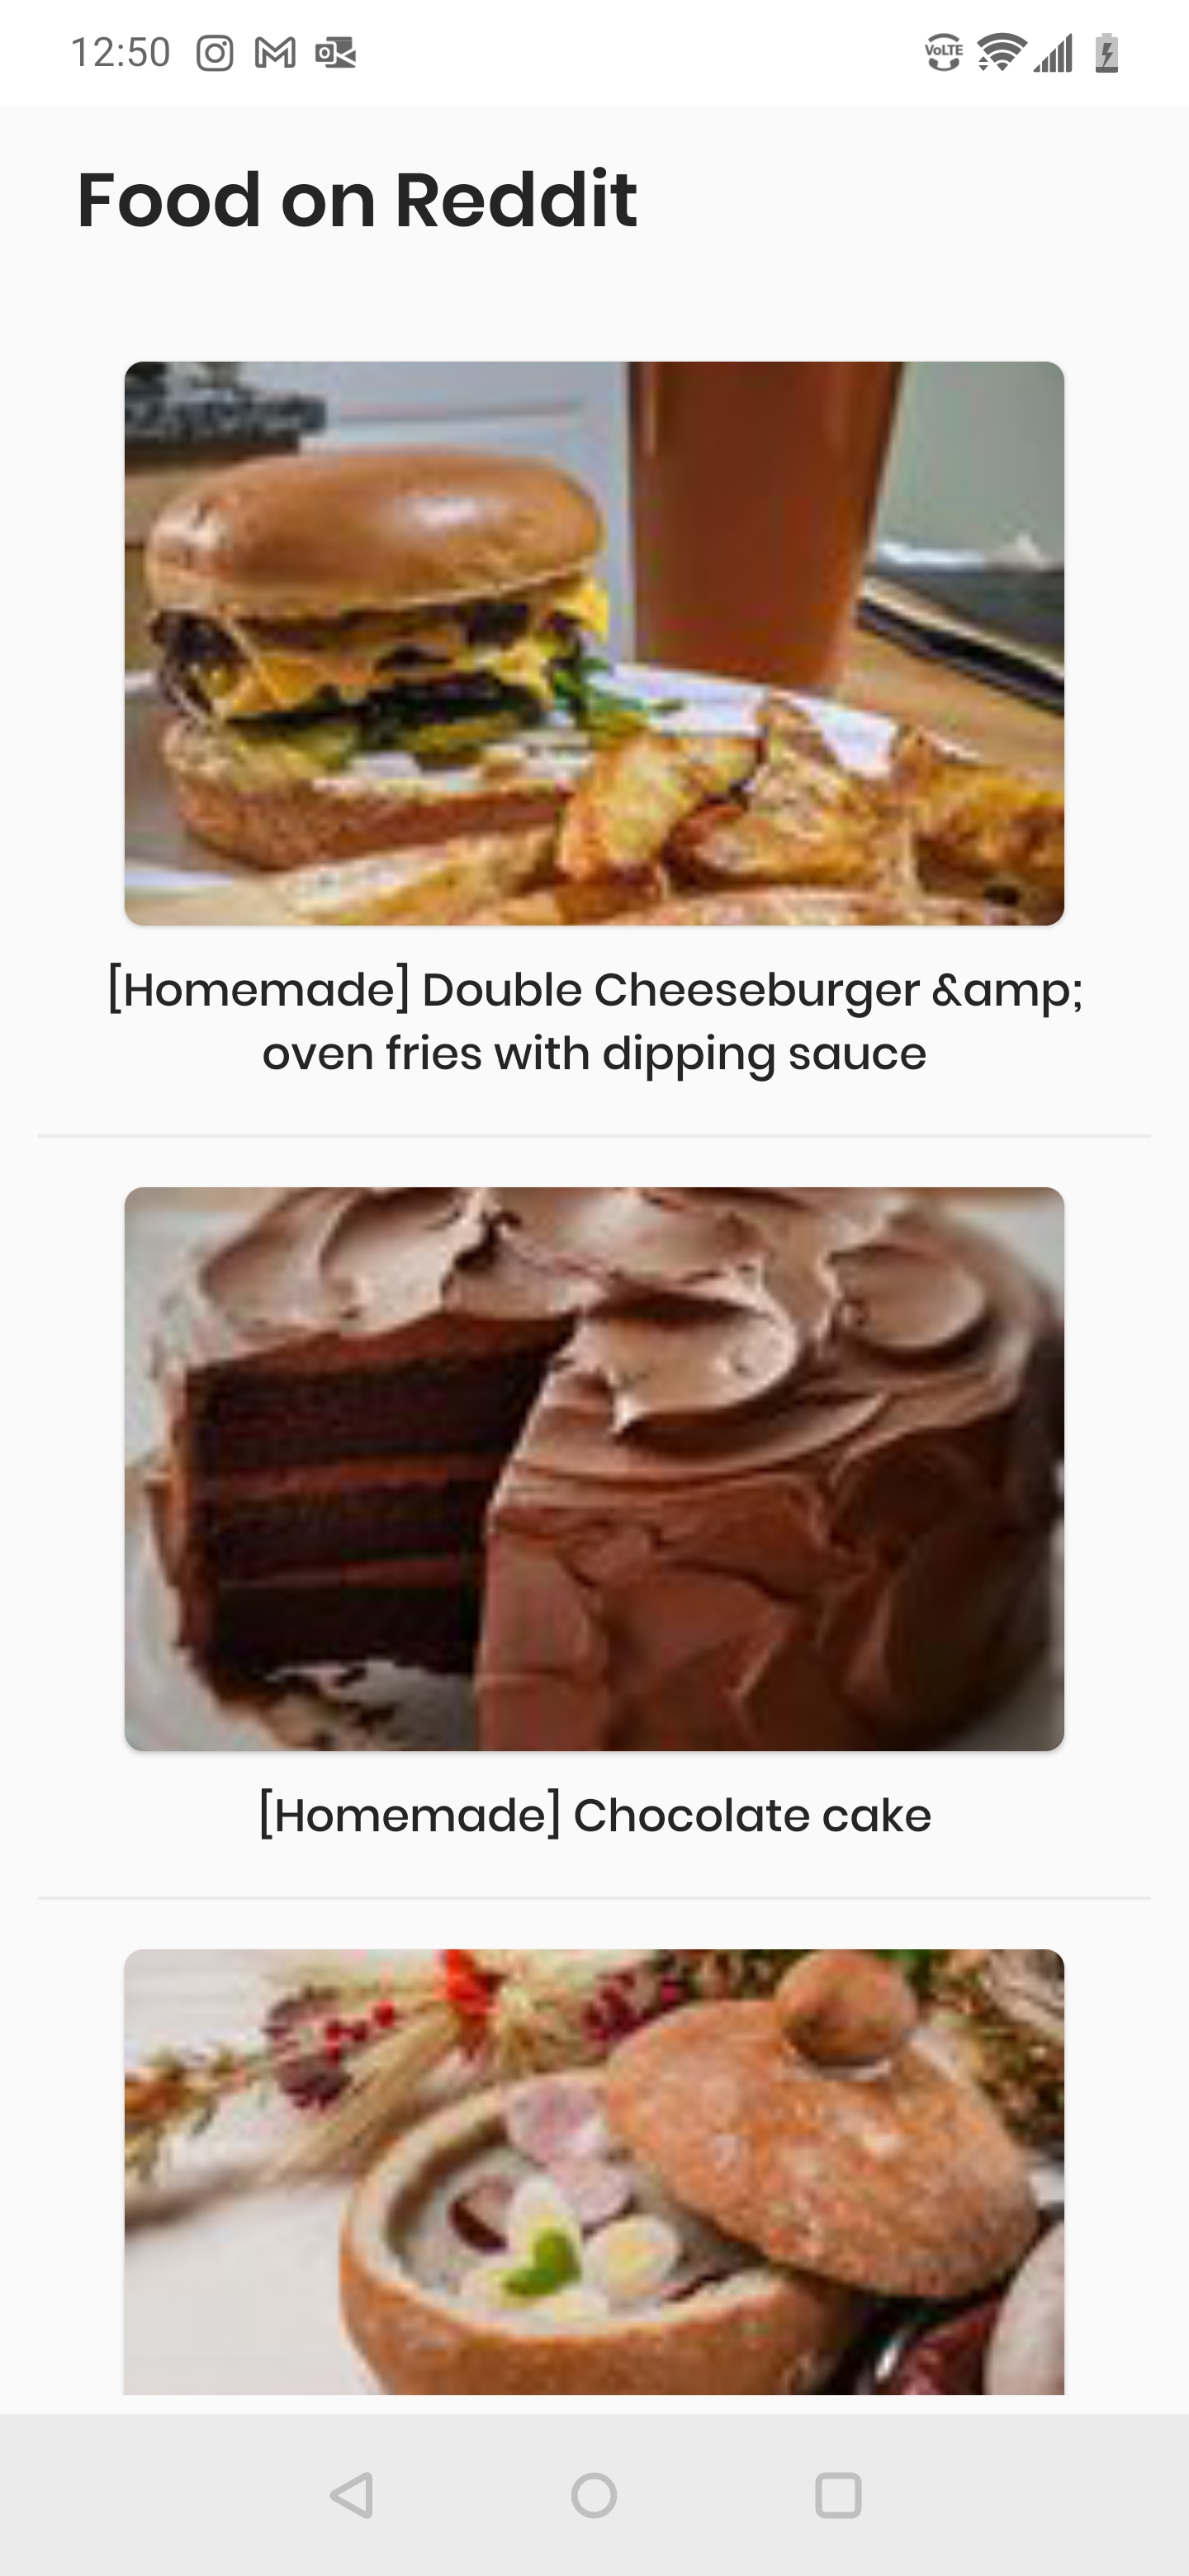 12:50
VoLTE
Food on Reddit
[Homemade] Double Cheeseburger &amp;
oven fries with dipping sauce
[Homemade] Chocolate cake